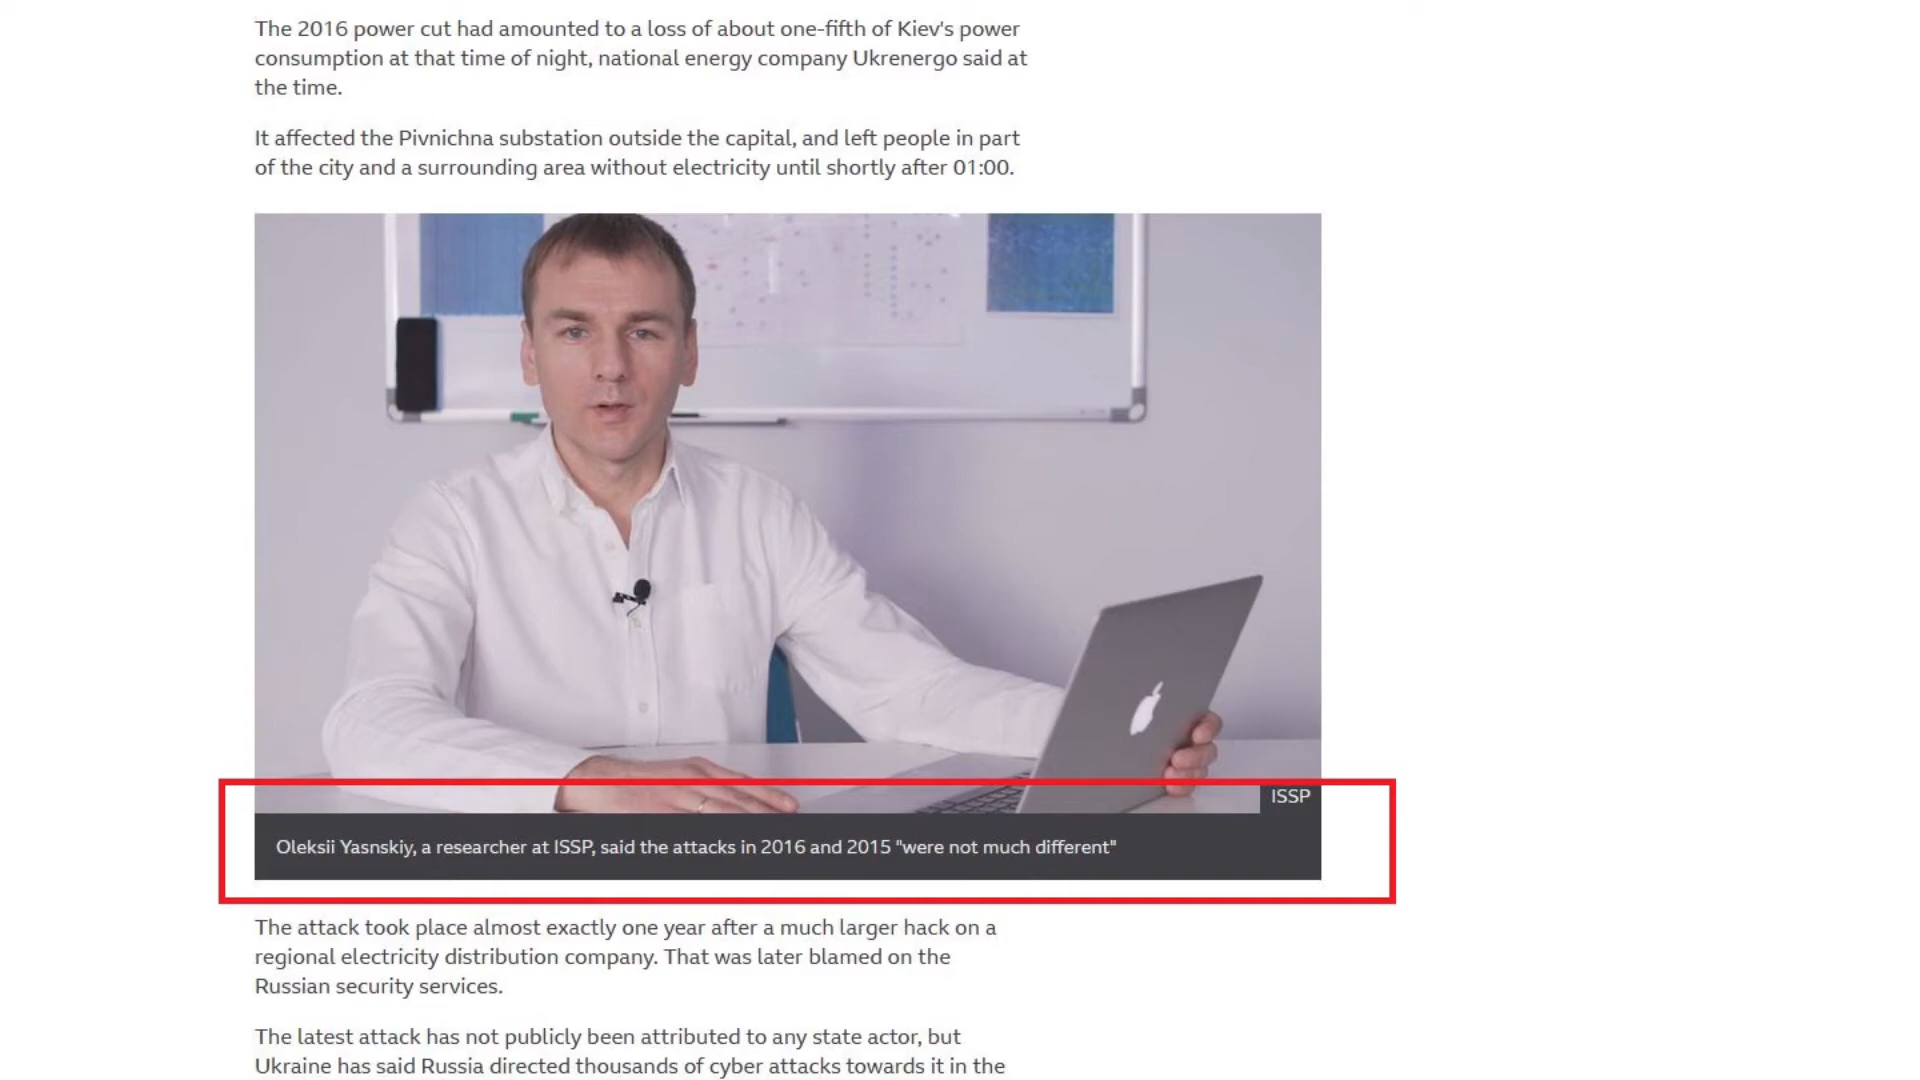 The 2016 power cut had amounted to a loss of about one-fifth of Kiev's power
consumption at that time of night, national energy company Ukrenergo said at
the time.
It affected the Pivnichna substation outside the capital, and left people in part
of the city and a surrounding area without electricity until shortly after 01:00.
ISSP
Oleksii Yasnskiy, a researcher at ISSP, said the attacks in 2016 and 2015 "were not much different"
The attack took place almost exactly one year after a much larger hack on a
regional electricity distribution company. That was later blamed on the
Russian security services.
The latest attack has not publicly been attributed to any state actor, but
Ukraine has said Russia directed thousands of cyber attacks towards it in the